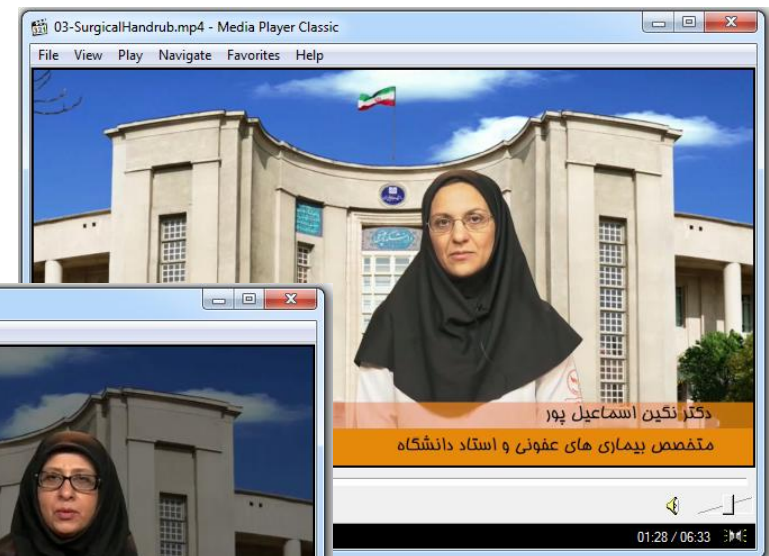 03-SurgicalHandrub.mp4 - Media Player Classic
File View Play Navigate Favorites Help
دکتر نگین اسماعیل پور
متخصص بیماری های عفونی و استاد دانشگاه
01:28 / 06:33